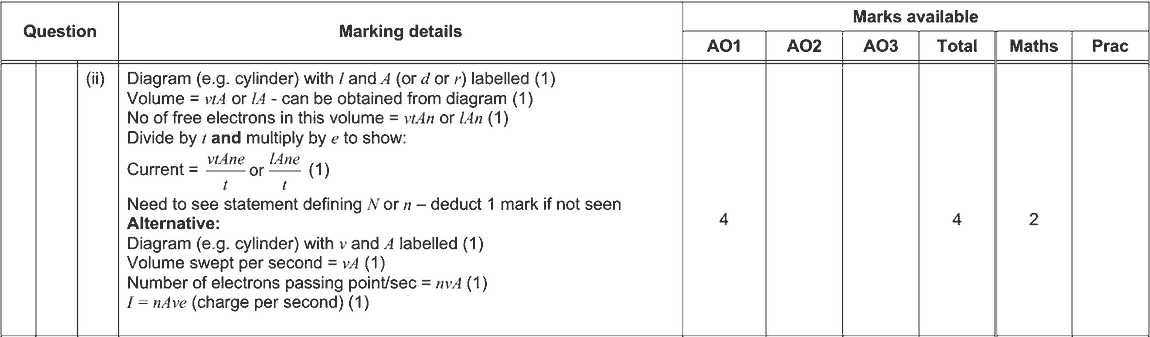 Question Marking details Marks available
AO1 AO2 AO3 Total Maths Prac
(ii) Diagram (e.g. cylinder) with l and A (or d or r) labelled (1)
Volume = vtA or lA - can be obtained from diagram (1)
No of free electrons in this volume = vtAn or lAn (1)
Divide by t and multiply by e to show:
Current = vtAne/t or lAne/t (1)
Need to see statement defining N or n – deduct 1 mark if not seen
Alternative:
Diagram (e.g. cylinder) with v and A labelled (1)
Volume swept per second = vA (1)
Number of electrons passing point/sec = nvA (1)
I = nAve (charge per second) (1)
4 4 2